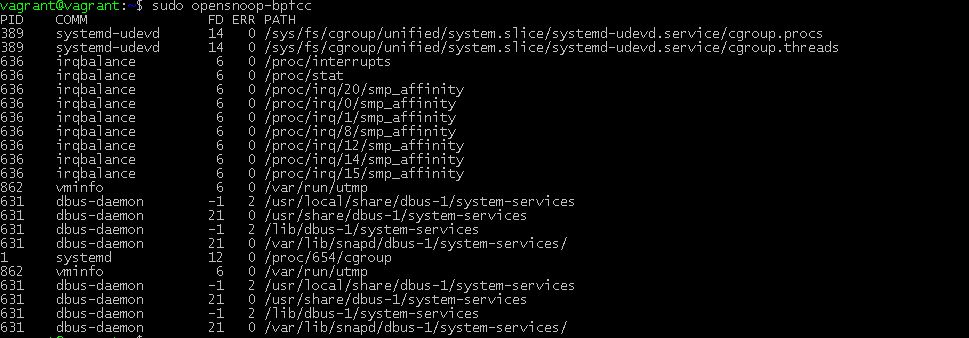 vagrant@vagrant:~$ sudo opensnoop-bpfcc
PID    COMM               FD ERR PATH
389    systemd-udevd      14   0 /sys/fs/cgroup/unified/system.slice/systemd-udevd.service/cgroup.procs
389    systemd-udevd      14   0 /sys/fs/cgroup/unified/system.slice/systemd-udevd.service/cgroup.threads
636    irqbalance          6   0 /proc/interrupts
636    irqbalance          6   0 /proc/stat
636    irqbalance          6   0 /proc/irq/20/smp_affinity
636    irqbalance          6   0 /proc/irq/0/smp_affinity
636    irqbalance          6   0 /proc/irq/1/smp_affinity
636    irqbalance          6   0 /proc/irq/8/smp_affinity
636    irqbalance          6   0 /proc/irq/12/smp_affinity
636    irqbalance          6   0 /proc/irq/14/smp_affinity
636    irqbalance          6   0 /proc/irq/15/smp_affinity
862    vminfo              6   0 /var/run/utmp
631    dbus-daemon        -1   2 /usr/local/share/dbus-1/system-services
631    dbus-daemon        21   0 /usr/share/dbus-1/system-services
631    dbus-daemon        -1   2 /lib/dbus-1/system-services
631    dbus-daemon        21   0 /var/lib/snapd/dbus-1/system-services/
1      systemd            12   0 /proc/654/cgroup
862    vminfo              6   0 /var/run/utmp
631    dbus-daemon        -1   2 /usr/local/share/dbus-1/system-services
631    dbus-daemon        21   0 /usr/share/dbus-1/system-services
631    dbus-daemon        -1   2 /lib/dbus-1/system-services
631    dbus-daemon        21   0 /var/lib/snapd/dbus-1/system-services/